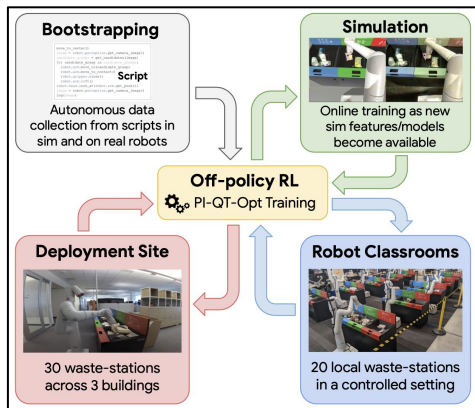 Bootstrapping
Script
Autonomous data
collection from scripts in
sim and on real robots
Simulation
Online training as new
sim features/models
become available
Off-policy RL
PI-QT-Opt Training
Deployment Site
30 waste-stations
across 3 buildings
Robot Classrooms
20 local waste-stations
in a controlled setting